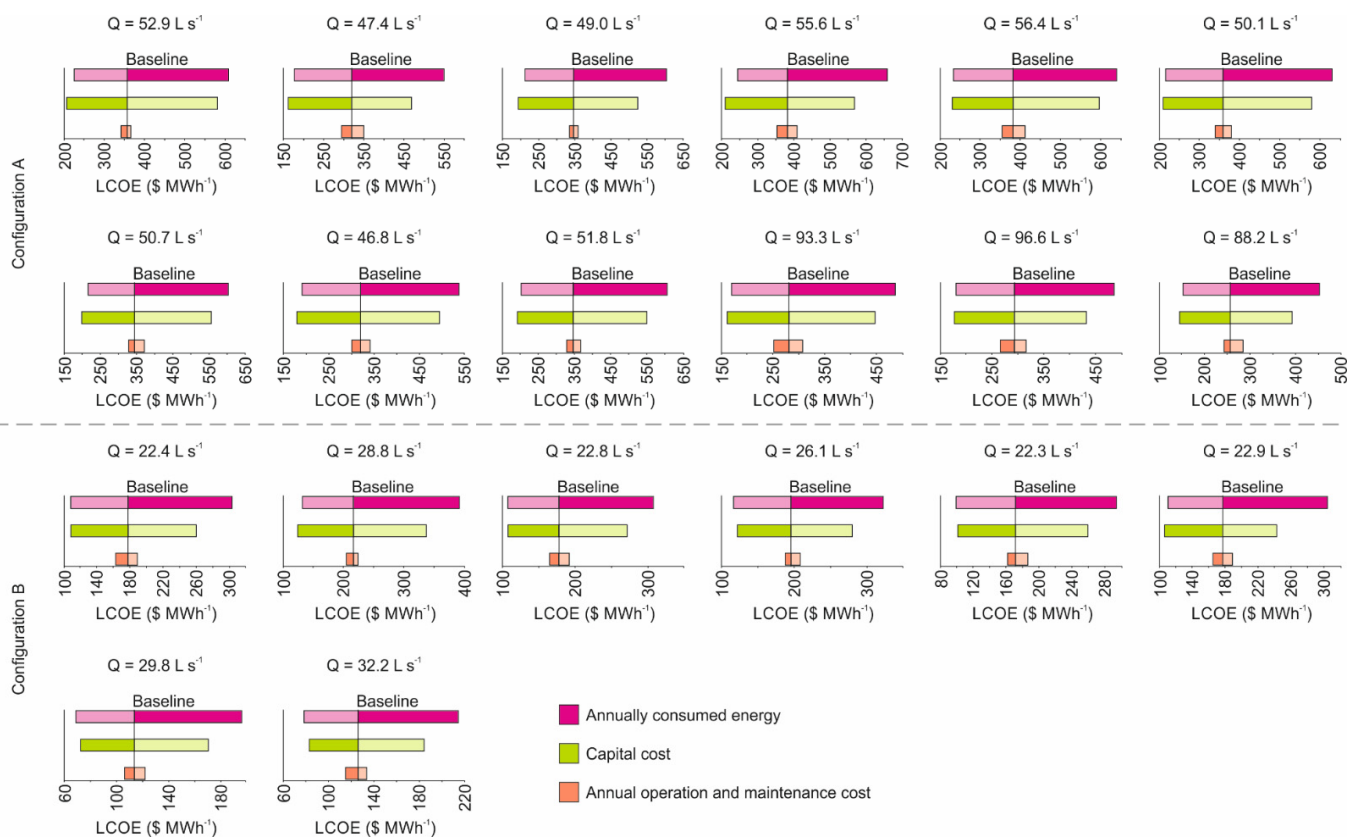 Q = 52.9 L s⁻¹ Q = 47.4 L s⁻¹ Q = 49.0 L s⁻¹ Q = 55.6 L s⁻¹ Q = 56.4 L s⁻¹ Q = 50.1 L s⁻¹
Baseline Baseline Baseline Baseline Baseline Baseline
200 300 400 500 600 150 250 350 450 550 150 250 350 450 550 650 200 300 400 500 600 700 200 300 400 500 600 200 300 400 500 600
LCOE ($ MWh⁻¹) LCOE ($ MWh⁻¹) LCOE ($ MWh⁻¹) LCOE ($ MWh⁻¹) LCOE ($ MWh⁻¹) LCOE ($ MWh⁻¹)
Configuration A
Q = 50.7 L s⁻¹ Q = 46.8 L s⁻¹ Q = 51.8 L s⁻¹ Q = 93.3 L s⁻¹ Q = 96.6 L s⁻¹ Q = 88.2 L s⁻¹
Baseline Baseline Baseline Baseline Baseline Baseline
150 250 350 450 550 650 150 250 350 450 550 150 250 350 450 550 650 150 250 350 450 150 250 350 450 100 200 300 400 500
LCOE ($ MWh⁻¹) LCOE ($ MWh⁻¹) LCOE ($ MWh⁻¹) LCOE ($ MWh⁻¹) LCOE ($ MWh⁻¹) LCOE ($ MWh⁻¹)
Q = 22.4 L s⁻¹ Q = 28.8 L s⁻¹ Q = 22.8 L s⁻¹ Q = 26.1 L s⁻¹ Q = 22.3 L s⁻¹ Q = 22.9 L s⁻¹
Baseline Baseline Baseline Baseline Baseline Baseline
100 140 180 220 260 300 100 200 300 400 100 200 300 100 200 300 80 120 160 200 240 280 100 140 180 220 260 300
LCOE ($ MWh⁻¹) LCOE ($ MWh⁻¹) LCOE ($ MWh⁻¹) LCOE ($ MWh⁻¹) LCOE ($ MWh⁻¹) LCOE ($ MWh⁻¹)
Configuration B
Q = 29.8 L s⁻¹ Q = 32.2 L s⁻¹
Baseline Baseline
60 100 140 180 60 100 140 180 220
LCOE ($ MWh⁻¹) LCOE ($ MWh⁻¹)
Annually consumed energy
Capital cost
Annual operation and maintenance cost